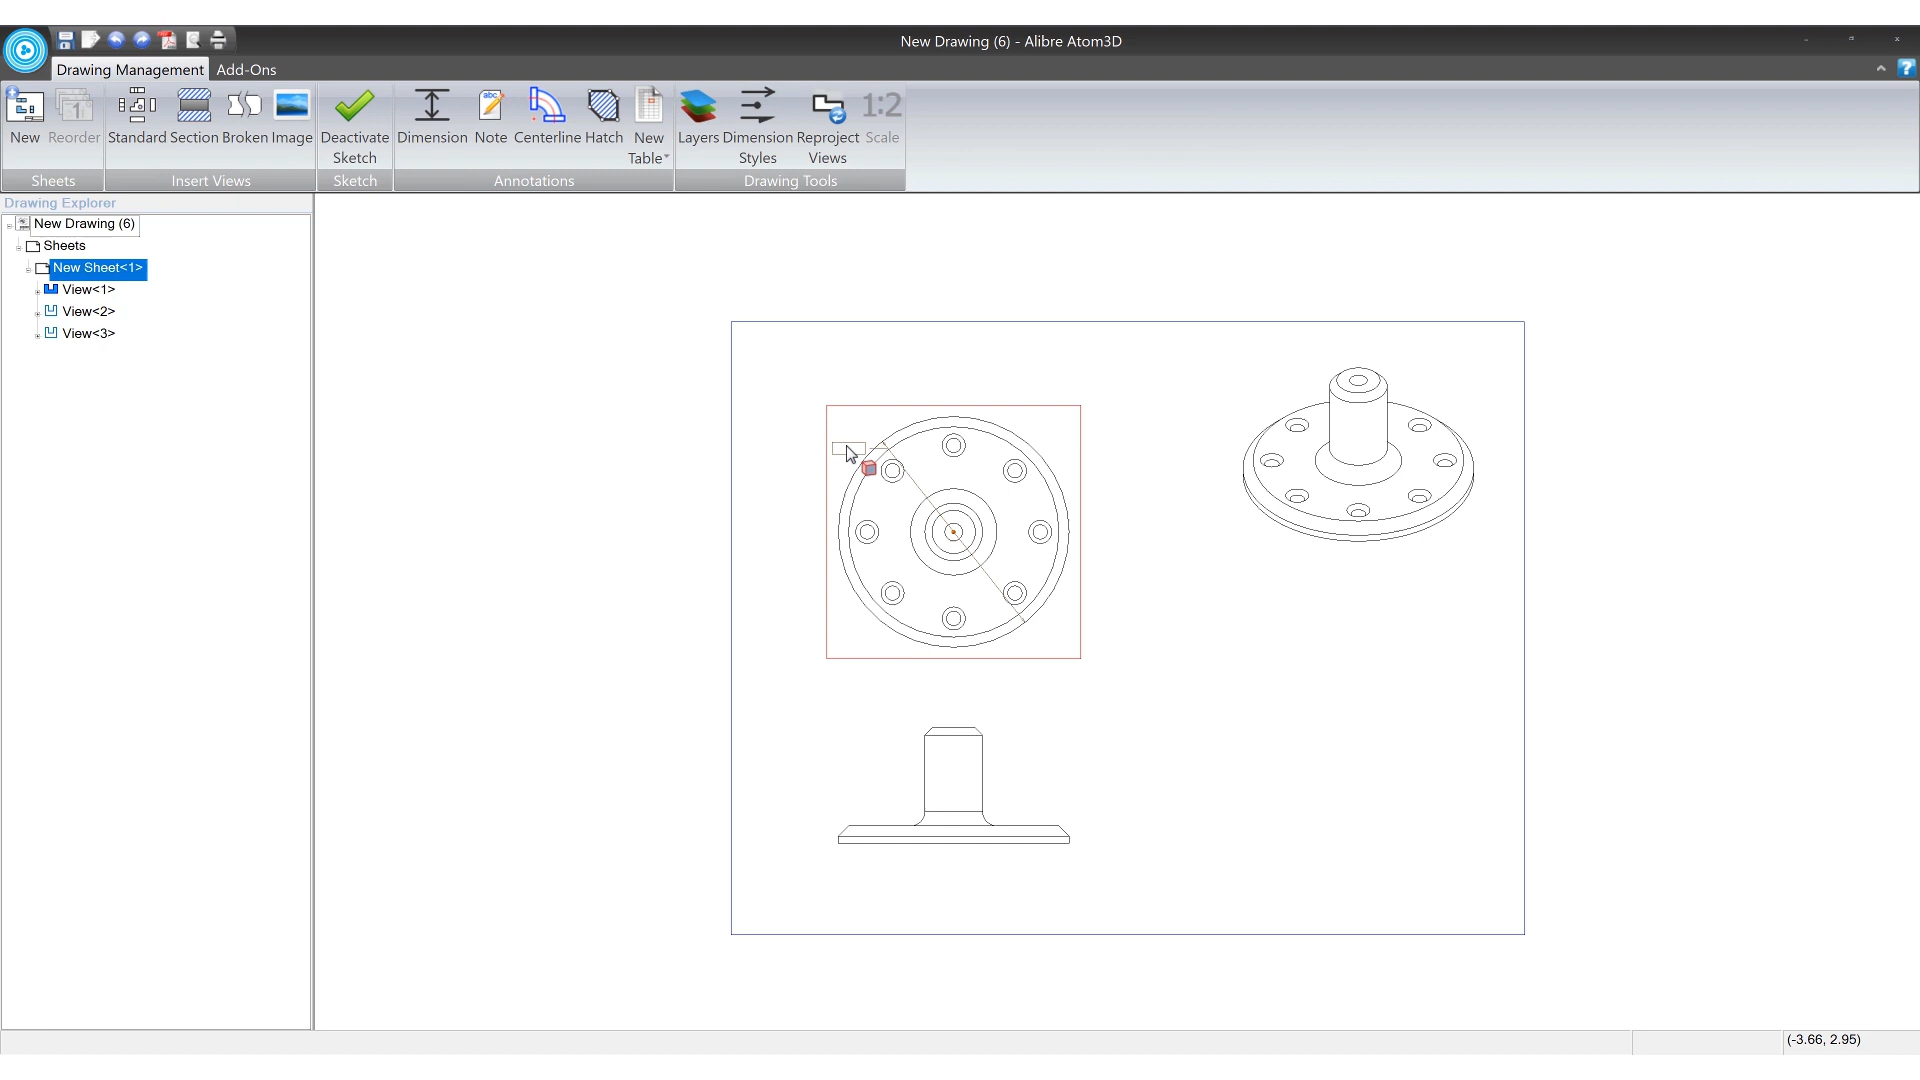 New Drawing (6) - Alibre Atom3D
Drawing Management Add-Ons
New Reorder Standard Section Broken Image Deactivate Sketch Dimension Note Centerline Hatch New Table Layers Dimension Styles Reproject Views 1:2 Scale
Sheets Insert Views Sketch Annotations Drawing Tools
Drawing Explorer
New Drawing (6)
Sheets
New Sheet<1>
View<1>
View<2>
View<3>
(-3.66, 2.95)